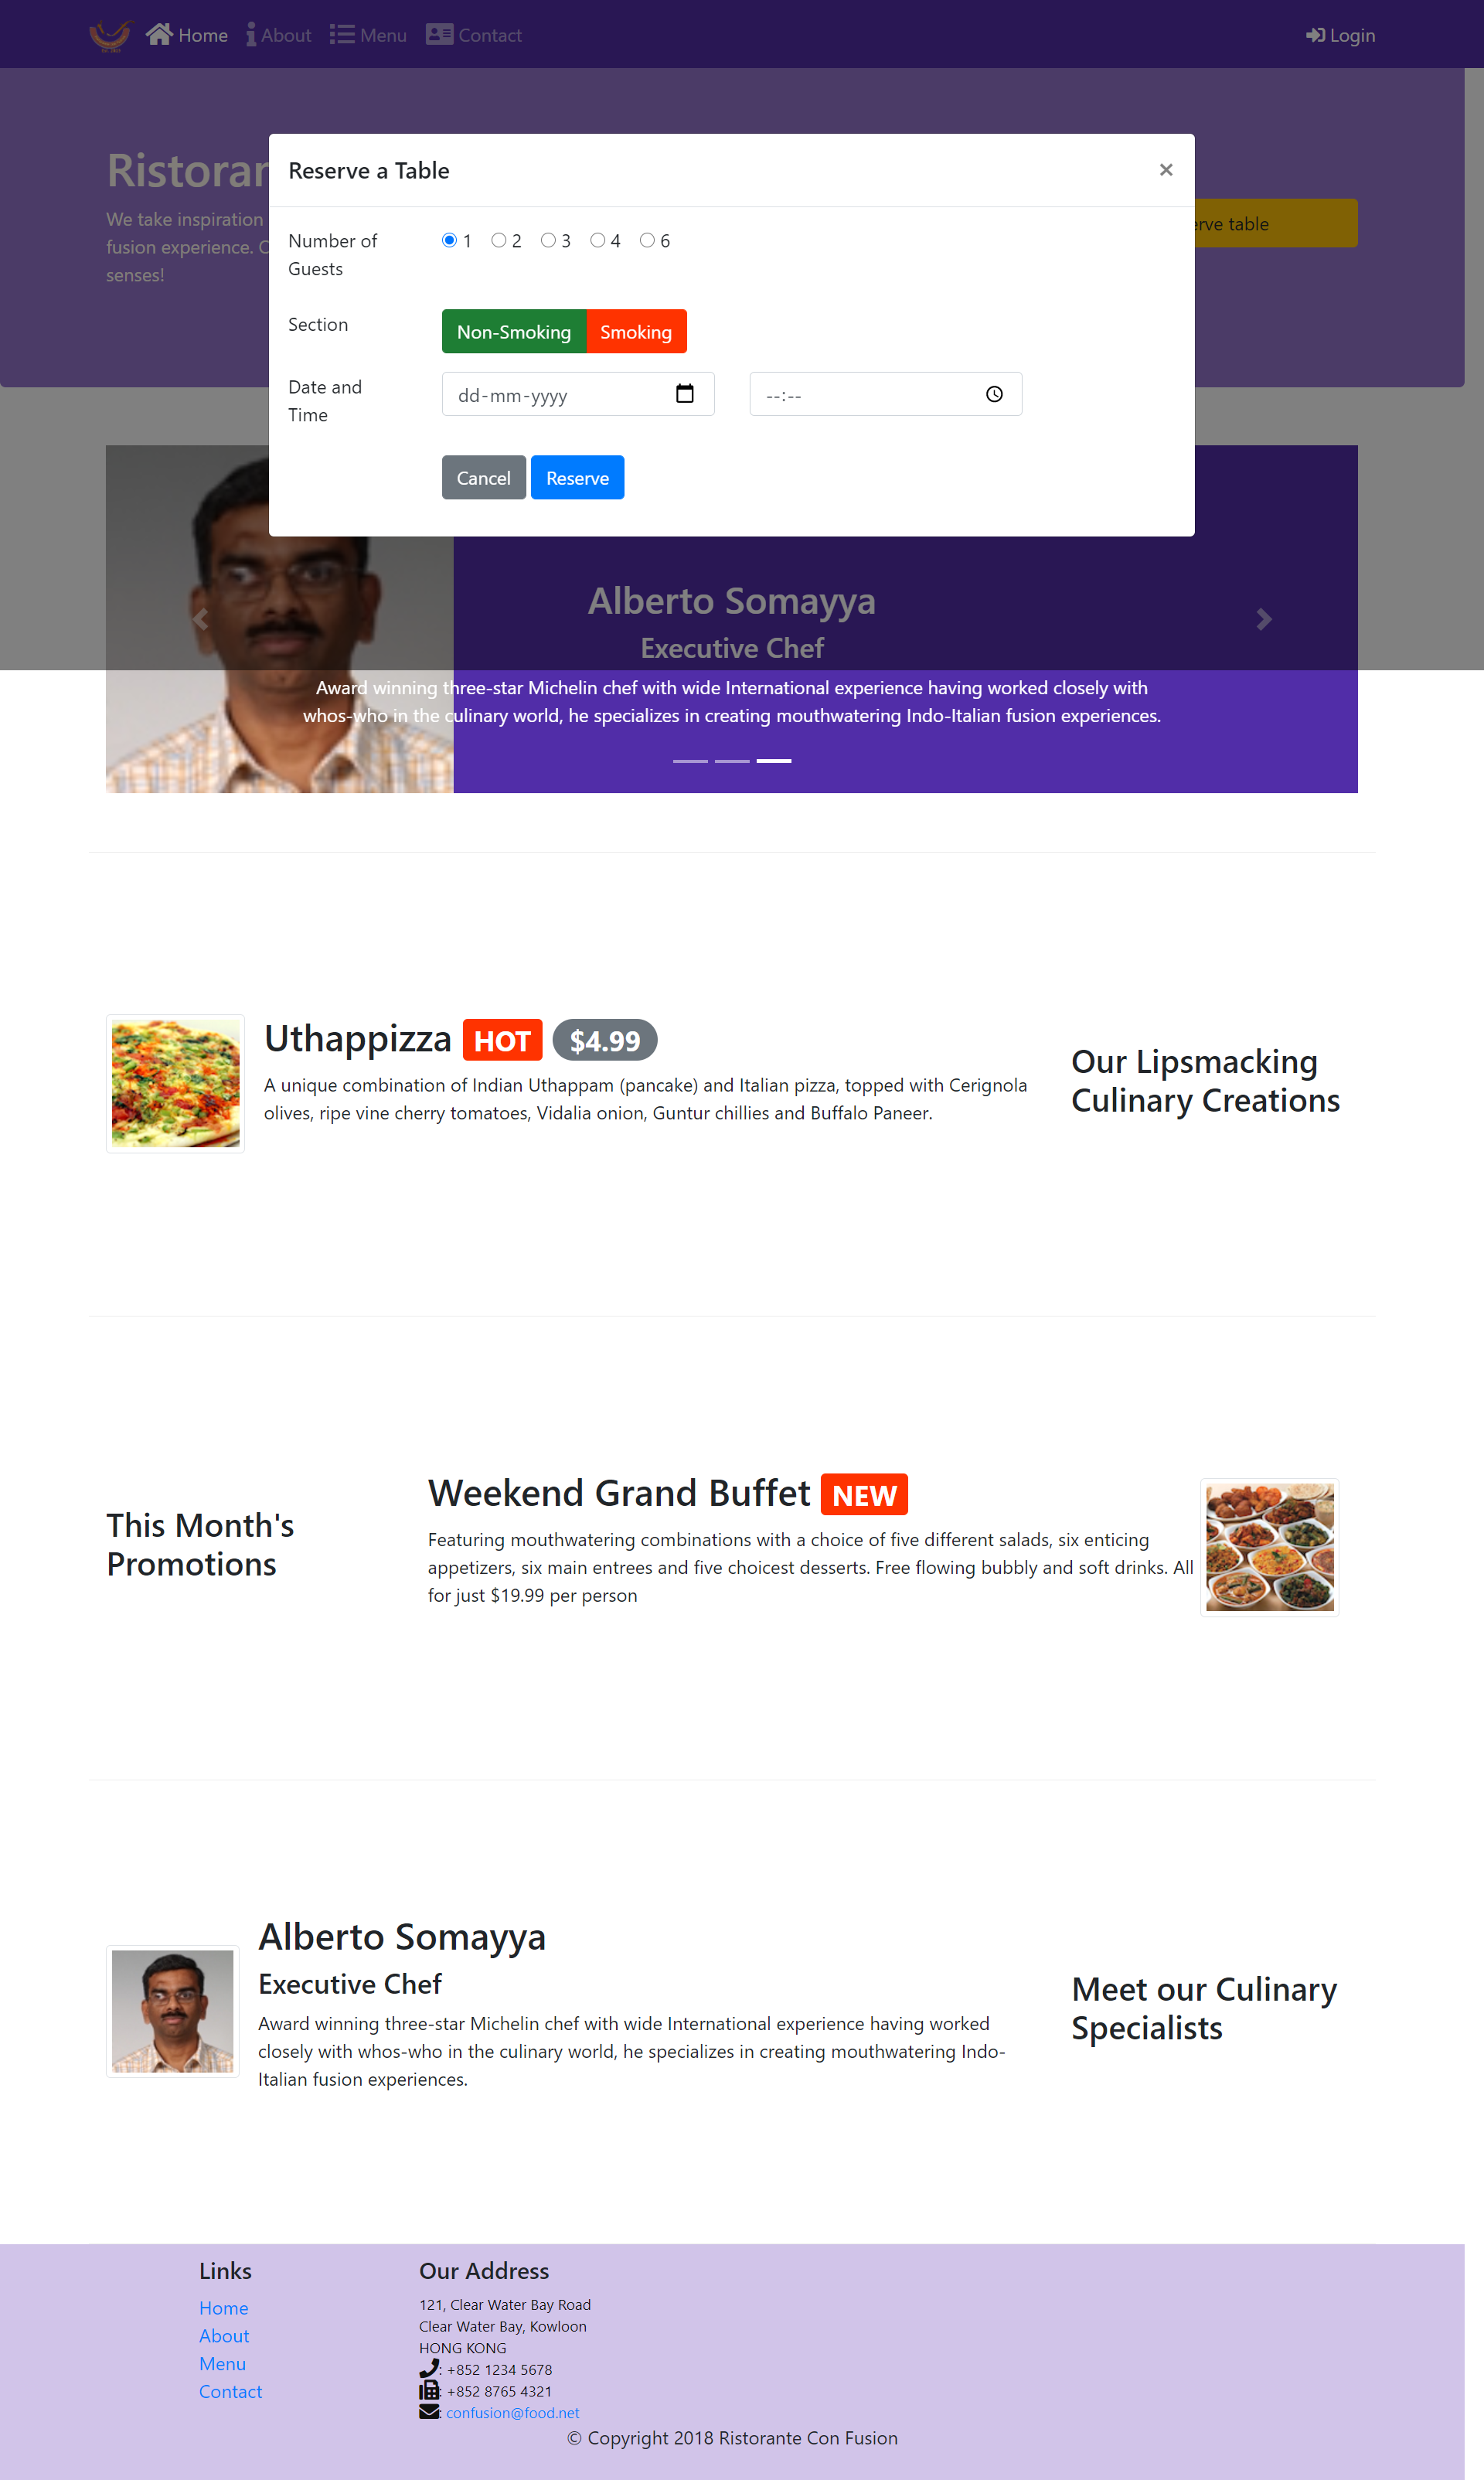 Home About Menu Contact Login
Reserve a Table ×
Ristoran
We take inspiration
fusion experience. C
senses!
erve table
Number of
Guests
1 2 3 4 6
Section
Non-Smoking Smoking
Date and
Time
dd-mm-yyyy --:--
Cancel Reserve
Alberto Somayya
Executive Chef
Award winning three-star Michelin chef with wide International experience having worked closely with
whos-who in the culinary world, he specializes in creating mouthwatering Indo-Italian fusion experiences.
Uthappizza HOT $4.99
A unique combination of Indian Uthappam (pancake) and Italian pizza, topped with Cerignola
olives, ripe vine cherry tomatoes, Vidalia onion, Guntur chillies and Buffalo Paneer.
Our Lipsmacking
Culinary Creations
This Month's
Promotions
Weekend Grand Buffet NEW
Featuring mouthwatering combinations with a choice of five different salads, six enticing
appetizers, six main entrees and five choicest desserts. Free flowing bubbly and soft drinks. All
for just $19.99 per person
Alberto Somayya
Executive Chef
Award winning three-star Michelin chef with wide International experience having worked
closely with whos-who in the culinary world, he specializes in creating mouthwatering Indo-
Italian fusion experiences.
Meet our Culinary
Specialists
Links
Home
About
Menu
Contact
Our Address
121, Clear Water Bay Road
Clear Water Bay, Kowloon
HONG KONG
: +852 1234 5678
: +852 8765 4321
: confusion@food.net
© Copyright 2018 Ristorante Con Fusion